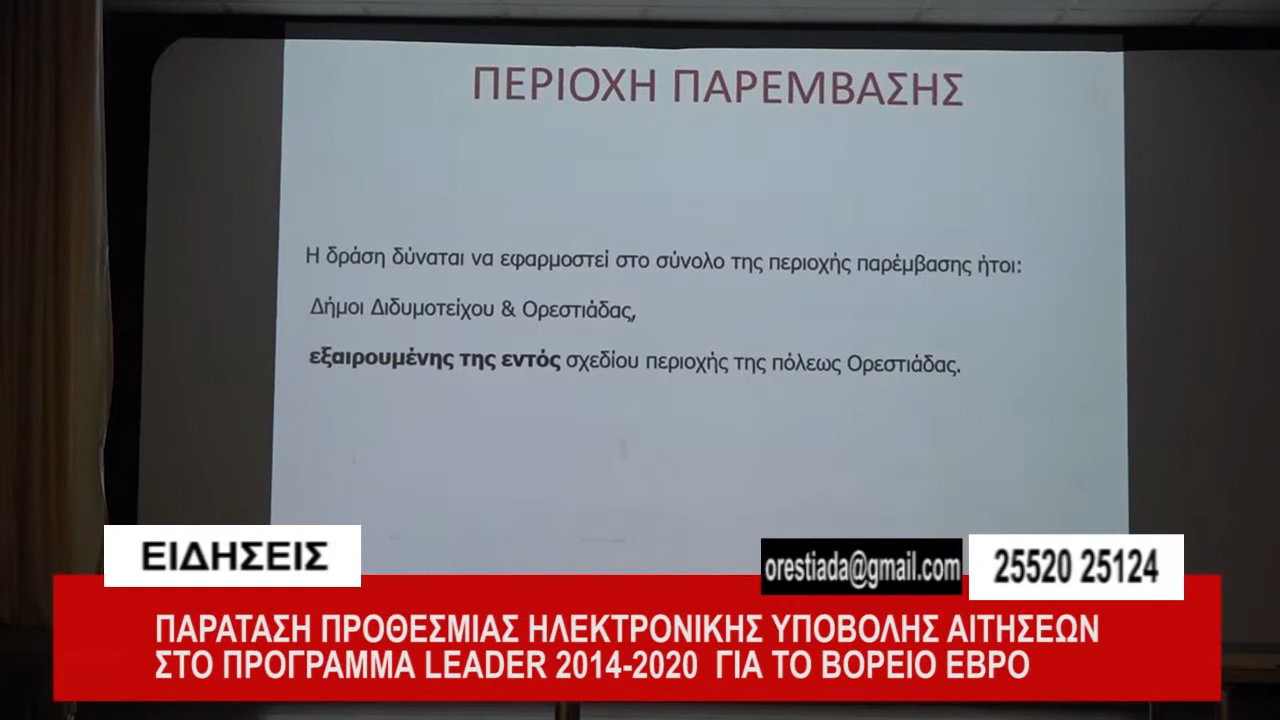 ΠΕΡΙΟΧΗ ΠΑΡΕΜΒΑΣΗΣ
Η δράση δύναται να εφαρμοστεί στο σύνολο της περιοχής παρέμβασης ήτοι:
Δήμοι Διδυμοτείχου & Ορεστιάδας,
εξαιρουμένης της εντός σχεδίου περιοχής της πόλεως Ορεστιάδας.
ΕΙΔΗΣΕΙΣ
orestiada@gmail.com
25520 25124
ΠΑΡΑΤΑΣΗ ΠΡΟΘΕΣΜΙΑΣ ΗΛΕΚΤΡΟΝΙΚΗΣ ΥΠΟΒΟΛΗΣ ΑΙΤΗΣΕΩΝ
ΣΤΟ ΠΡΟΓΡΑΜΜΑ LEADER 2014-2020 ΓΙΑ ΤΟ ΒΟΡΕΙΟ ΕΒΡΟ